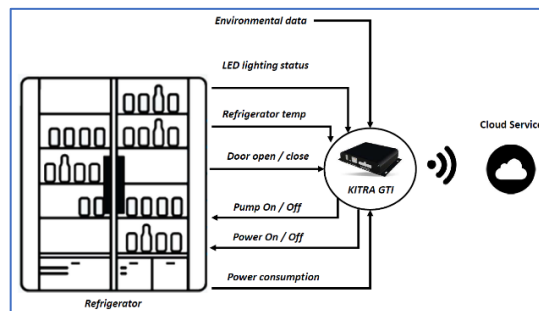 Environmental data
LED lighting status
Refrigerator temp
Cloud Service
Door open / close
KITRA GTI
Pump On / Off
Power On / Off
Power consumption
Refrigerator